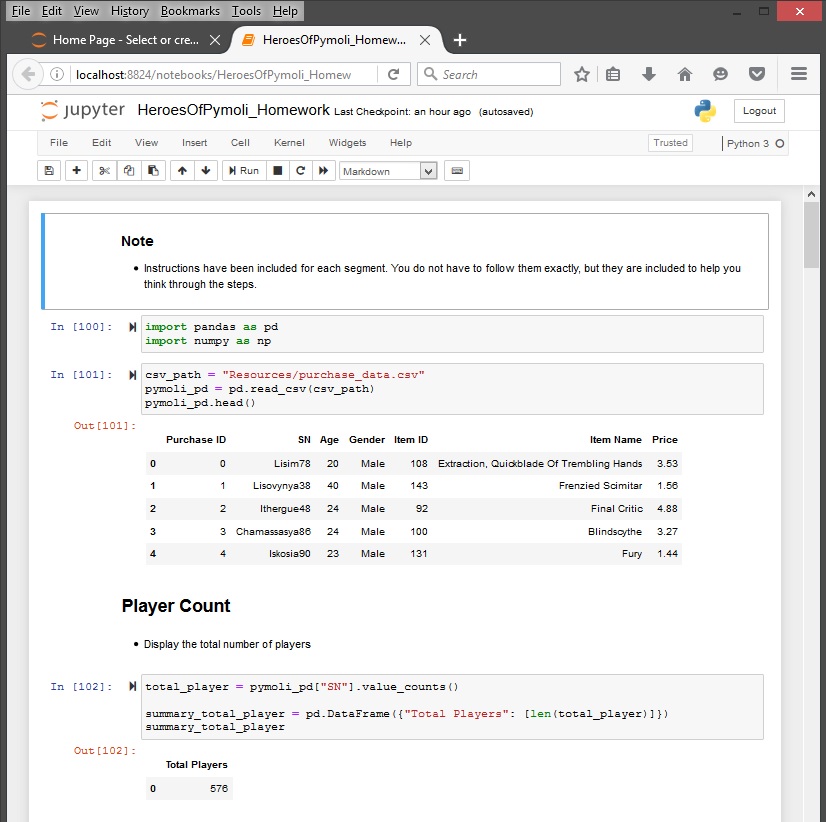 File Edit View History Bookmarks Tools Help
Home Page - Select or cre... HeroesOfPymoli_Homew...
localhost:8824/notebooks/HeroesOfPymoli_Homew Search
jupyter HeroesOfPymoli_Homework Last Checkpoint: an hour ago (autosaved) Logout
File Edit View Insert Cell Kernel Widgets Help Trusted Python 3
Run Markdown
Note
• Instructions have been included for each segment. You do not have to follow them exactly, but they are included to help you
think through the steps.
In [100]: import pandas as pd
import numpy as np
In [101]: csv_path = "Resources/purchase_data.csv"
pymoli_pd = pd.read_csv(csv_path)
pymoli_pd.head()
Out[101]:
Purchase ID SN Age Gender Item ID Item Name Price
0 0 Lisim78 20 Male 108 Extraction, Quickblade Of Trembling Hands 3.53
1 1 Lisovynya38 40 Male 143 Frenzied Scimitar 1.56
2 2 Ithergue48 24 Male 92 Final Critic 4.88
3 3 Chamassasya86 24 Male 100 Blindscythe 3.27
4 4 Iskosia90 23 Male 131 Fury 1.44
Player Count
• Display the total number of players
In [102]: total_player = pymoli_pd["SN"].value_counts()
summary_total_player = pd.DataFrame({"Total Players": [len(total_player)]})
summary_total_player
Out[102]:
Total Players
0 576